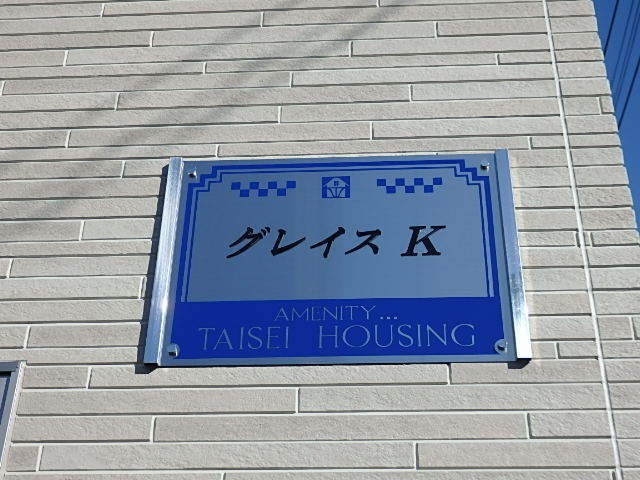 グレイス K
AMENITY...
TAISEI HOUSING